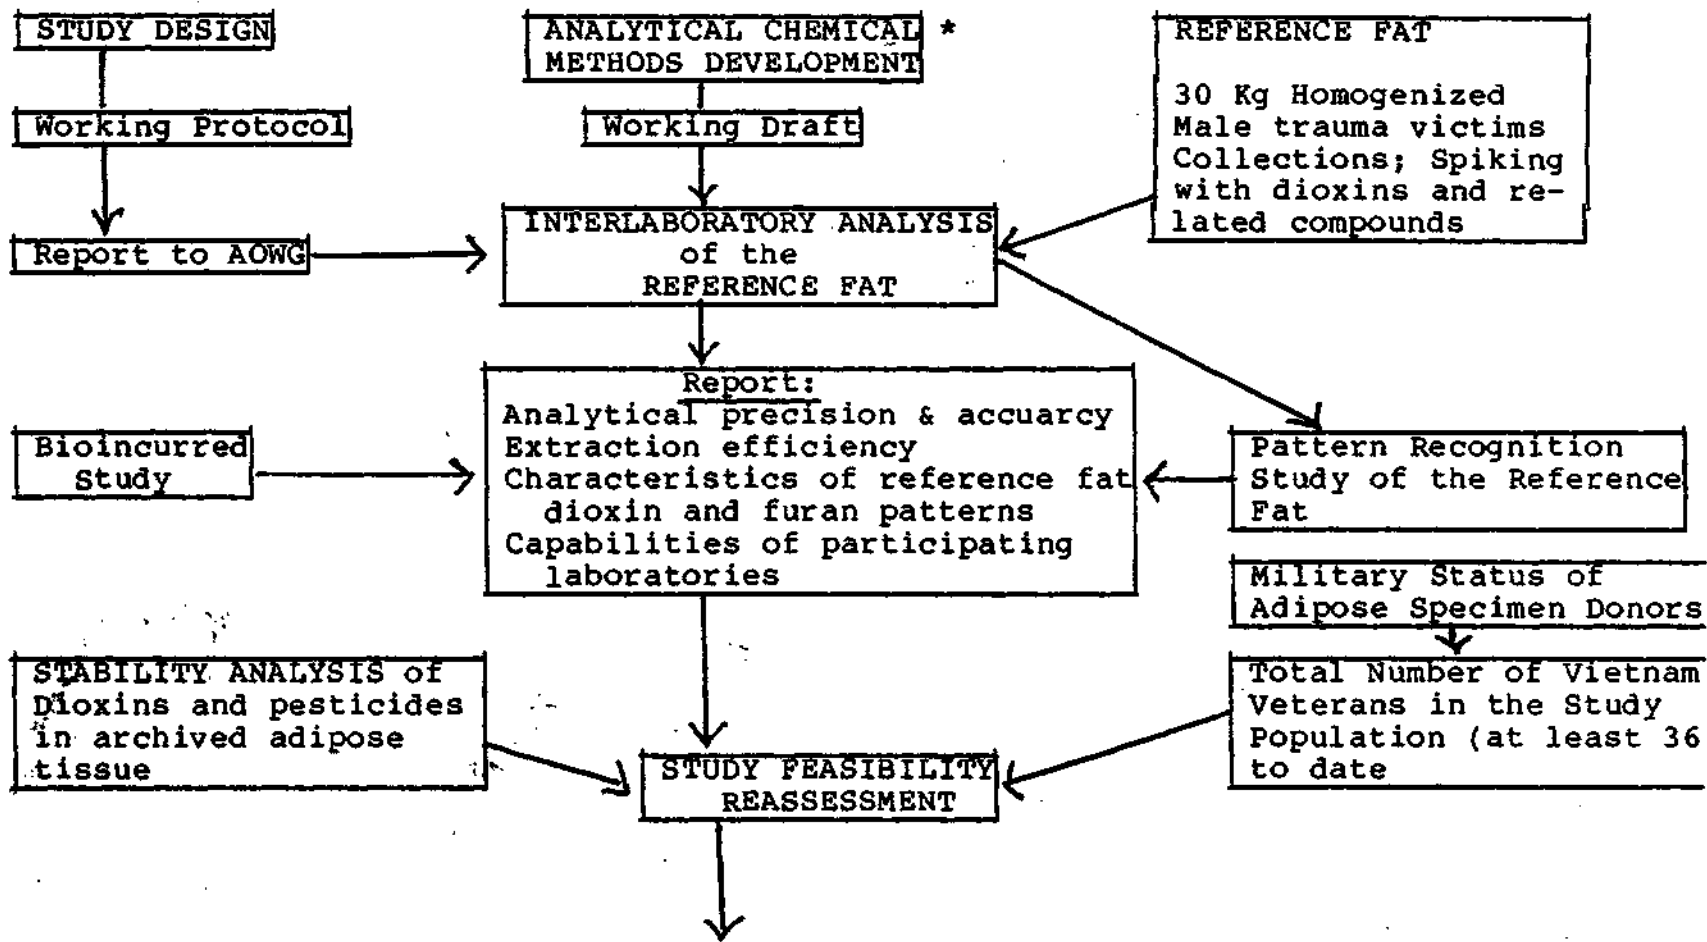 STUDY DESIGN
Working Protocol
Report to AOWG
ANALYTICAL CHEMICAL *
METHODS DEVELOPMENT
Working Draft
REFERENCE FAT
30 Kg Homogenized
Male trauma victims
Collections; Spiking
with dioxins and re-
lated compounds
INTERLABORATORY ANALYSIS
of the
REFERENCE FAT
Bioincurred
Study
Report:
Analytical precision & accuarcy
Extraction efficiency
Characteristics of reference fat
dioxin and furan patterns
Capabilities of participating
laboratories
Pattern Recognition
Study of the Reference
Fat
Military Status of
Adipose Specimen Donors
STABILITY ANALYSIS of
Dioxins and pesticides
in archived adipose
tissue
Total Number of Vietnam
Veterans in the Study
Population (at least 36
to date
STUDY FEASIBILITY
REASSESSMENT